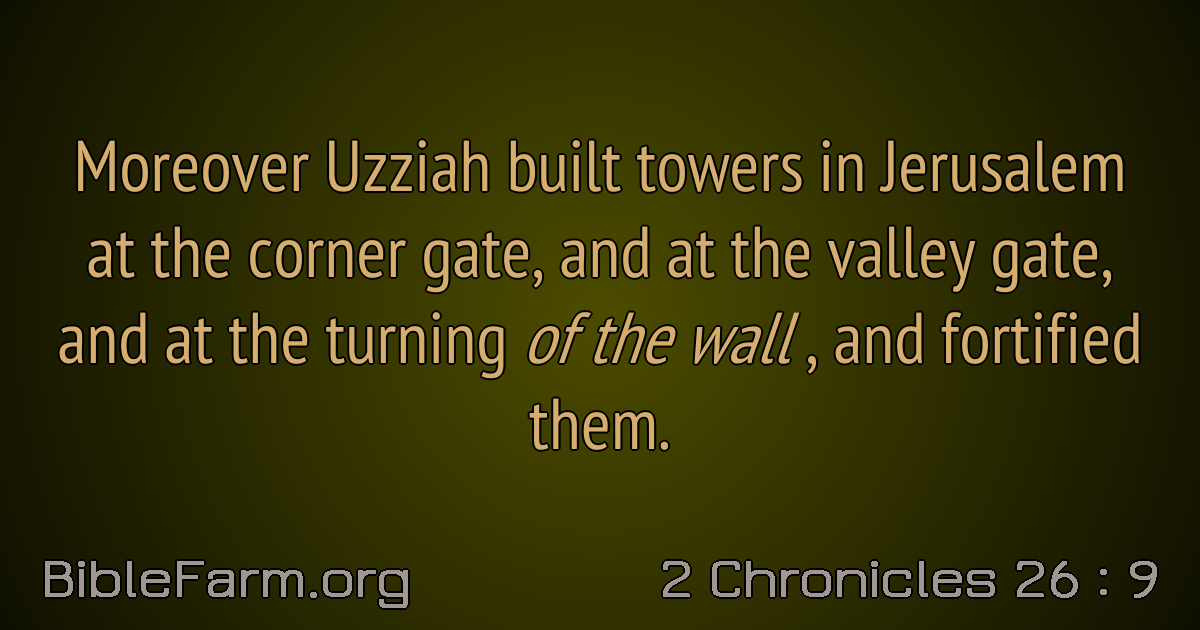 Moreover Uzziah built towers in Jerusalem
at the corner gate, and at the valley gate,
and at the turning of the wall , and fortified
them.
BibleFarm.org
2 Chronicles 26 : 9